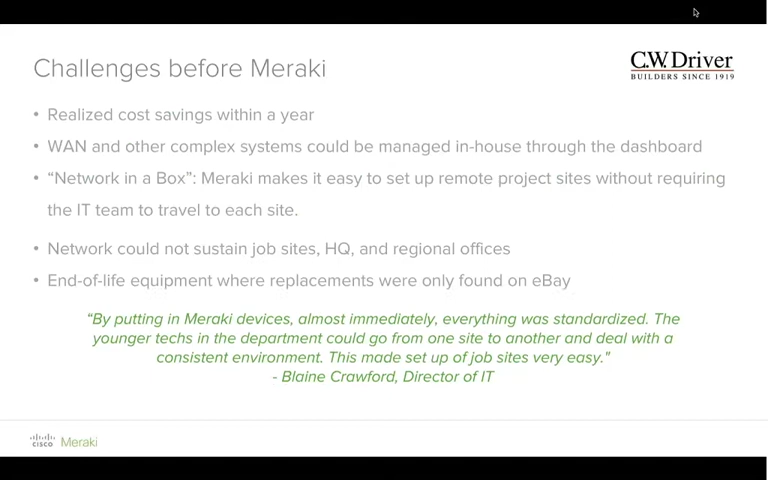 Challenges before Meraki
C.W. Driver
BUILDERS SINCE 1919
• Realized cost savings within a year
• WAN and other complex systems could be managed in-house through the dashboard
• “Network in a Box”: Meraki makes it easy to set up remote project sites without requiring
the IT team to travel to each site.
• Network could not sustain job sites, HQ, and regional offices
• End-of-life equipment where replacements were only found on eBay
“By putting in Meraki devices, almost immediately, everything was standardized. The
younger techs in the department could go from one site to another and deal with a
consistent environment. This made set up of job sites very easy."
- Blaine Crawford, Director of IT
CISCO Meraki